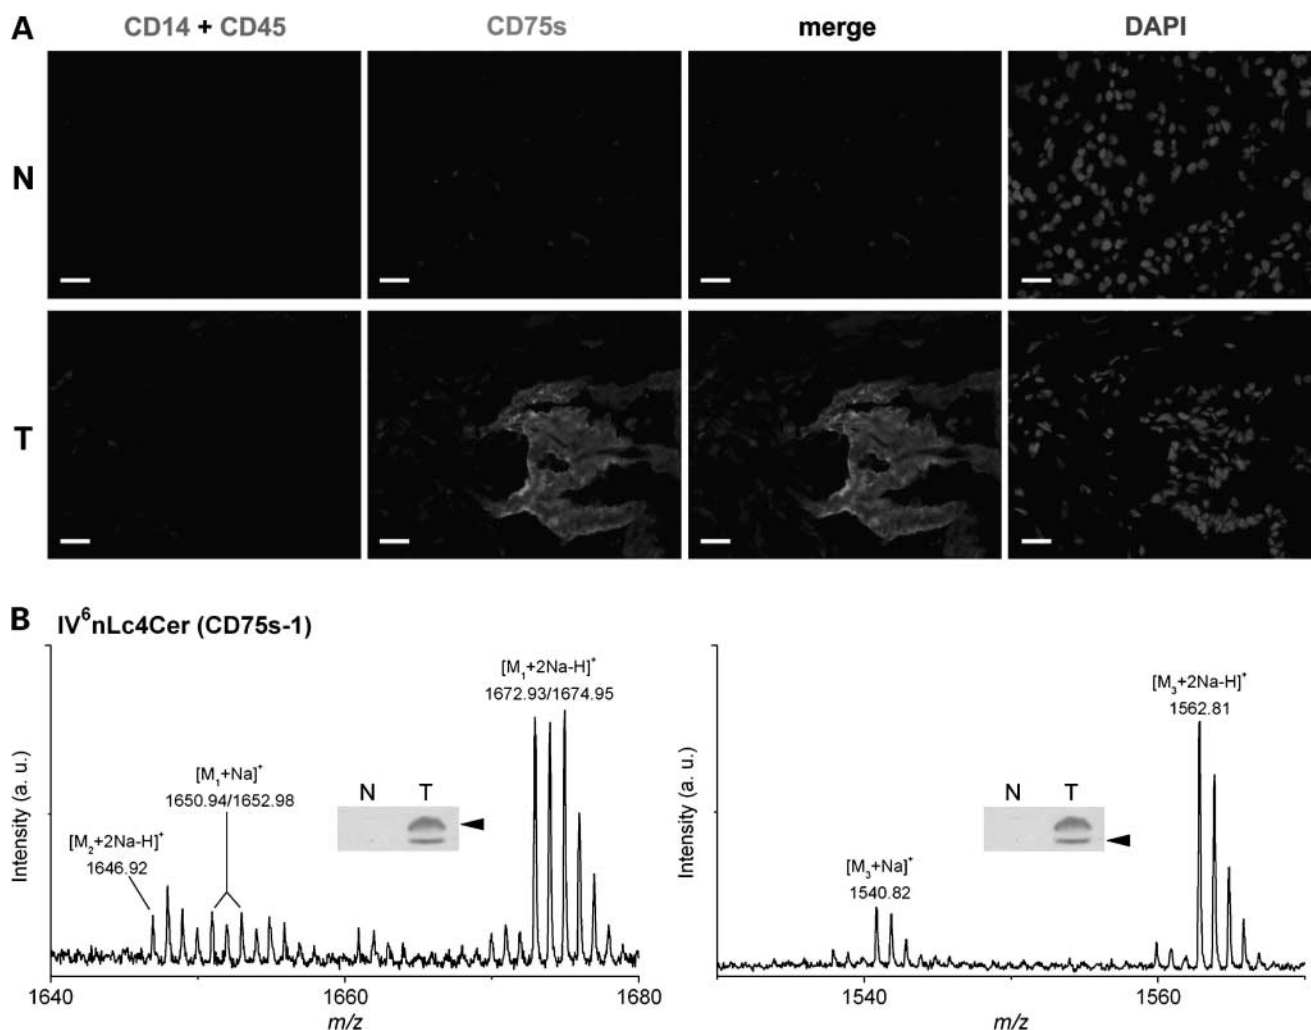 A
CD14 + CD45 CD75s merge DAPI
N
T
B IV⁶nLc4Cer (CD75s-1)
[M₁+2Na-H]⁺
1672.93/1674.95
[M₁+Na]⁺
1650.94/1652.98
[M₂+2Na-H]⁺
1646.92
N T
Intensity (a. u.)
1640 1660 1680
m/z
[M₃+2Na-H]⁺
1562.81
N T
[M₃+Na]⁺
1540.82
Intensity (a. u.)
1540 1560
m/z